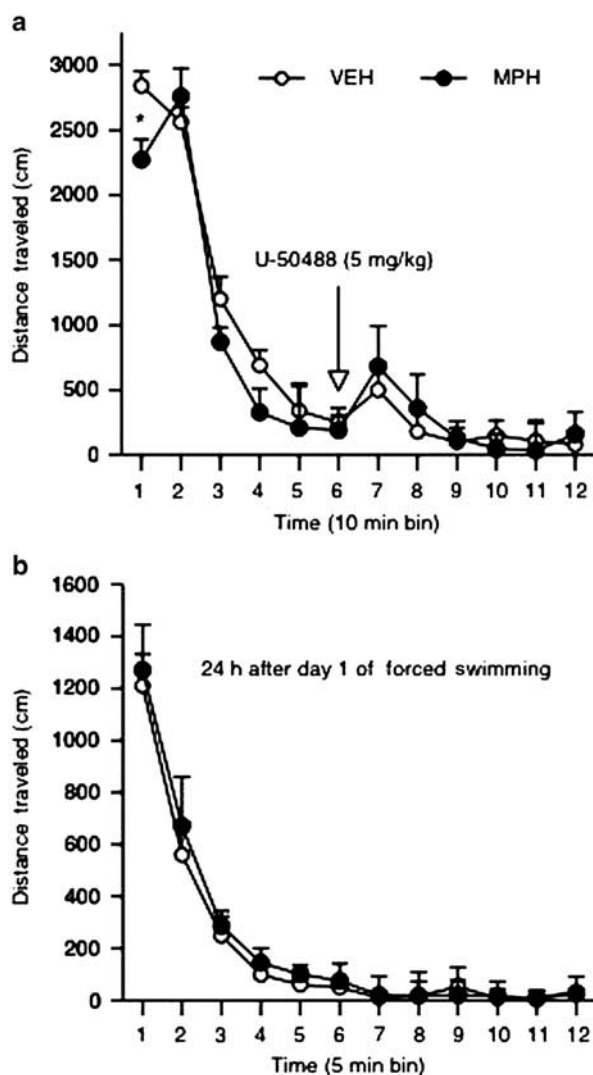 a
3000
VEH
MPH
2500
*
2000
1500
U-50488 (5 mg/kg)
1000
500
0
1 2 3 4 5 6 7 8 9 10 11 12
Time (10 min bin)
Distance traveled (cm)
b
1600
1400
24 h after day 1 of forced swimming
1200
1000
800
600
400
200
0
1 2 3 4 5 6 7 8 9 10 11 12
Time (5 min bin)
Distance traveled (cm)